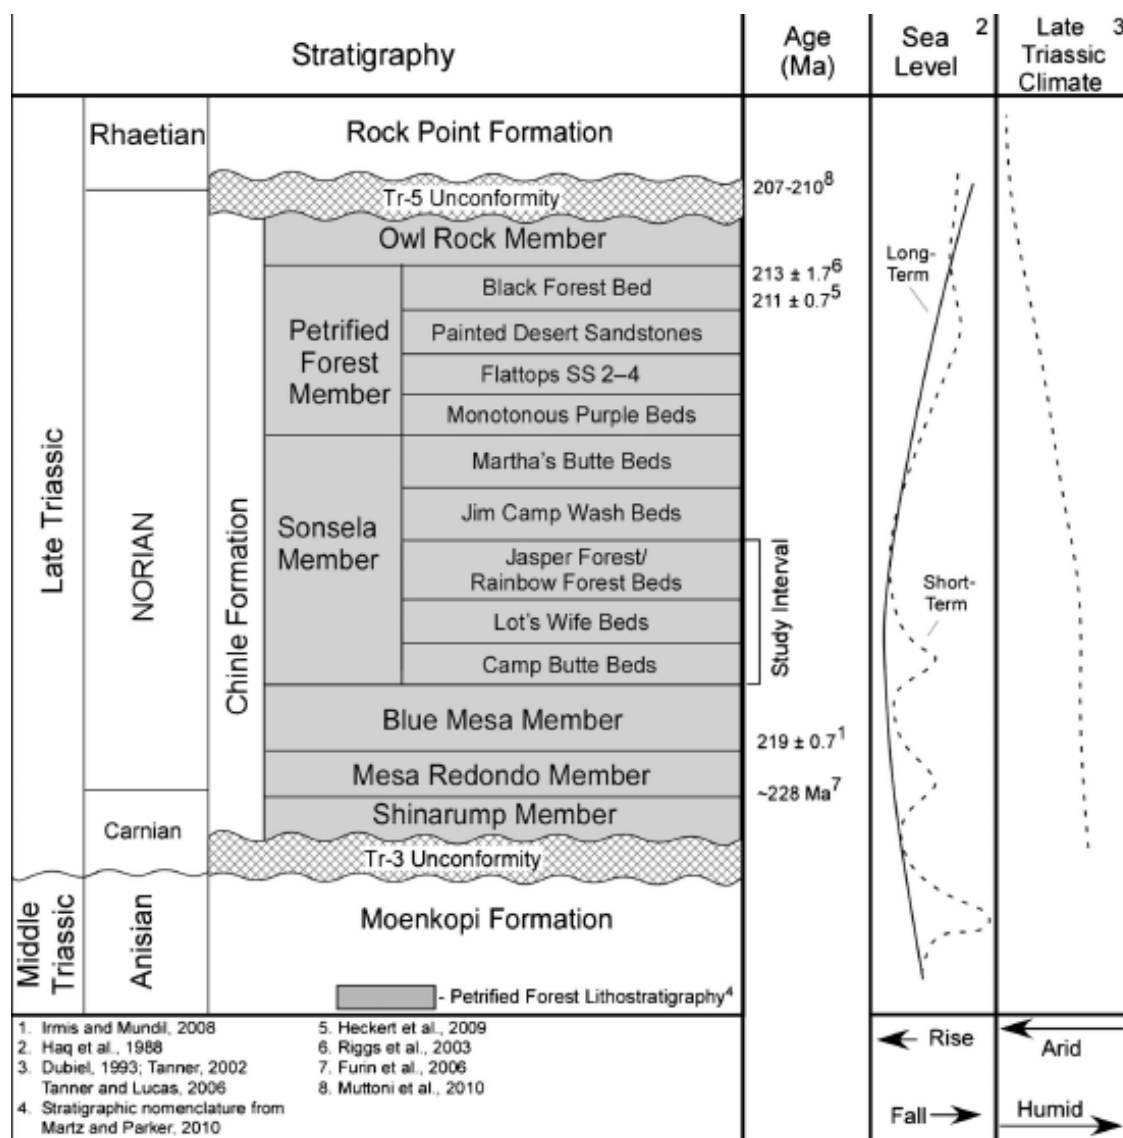 Stratigraphy
Age
(Ma)
Sea 2
Level
Late 3
Triassic
Climate
Late Triassic
Middle
Triassic
Rhaetian
NORIAN
Carnian
Anisian
Rock Point Formation
Tr-5 Unconformity
Chinle Formation
Owl Rock Member
Petrified
Forest
Member
Black Forest Bed
Painted Desert Sandstones
Flattops SS 2–4
Monotonous Purple Beds
Sonsela
Member
Martha's Butte Beds
Jim Camp Wash Beds
Jasper Forest/
Rainbow Forest Beds
Lot's Wife Beds
Camp Butte Beds
Blue Mesa Member
Mesa Redondo Member
Shinarump Member
Tr-3 Unconformity
Moenkopi Formation
- Petrified Forest Lithostratigraphy4
207-2108
213 ± 1.76
211 ± 0.75
Study Interval
219 ± 0.71
~228 Ma7
Long-
Term
Short-
Term
Rise
Fall
Arid
Humid
1. Irmis and Mundil, 2008
2. Haq et al., 1988
3. Dubiel, 1993; Tanner, 2002
Tanner and Lucas, 2006
4. Stratigraphic nomenclature from
Martz and Parker, 2010
5. Heckert et al., 2009
6. Riggs et al., 2003
7. Furin et al., 2006
8. Muttoni et al., 2010